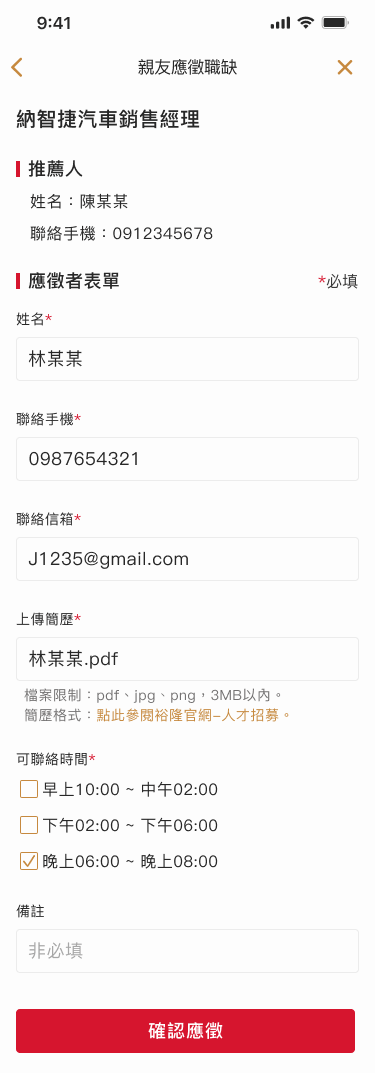 9:41
親友應徵職缺
納智捷汽車銷售經理
推薦人
姓名：陳某某
聯絡手機：0912345678
應徵者表單 *必填
姓名*
林某某
聯絡手機*
0987654321
聯絡信箱*
J1235@gmail.com
上傳簡歷*
林某某.pdf
檔案限制：pdf、jpg、png，3MB以內。
簡歷格式：點此參閱裕隆官網-人才招募。
可聯絡時間*
早上10:00 ~ 中午02:00
下午02:00 ~ 下午06:00
晚上06:00 ~ 晚上08:00
備註
非必填
確認應徵